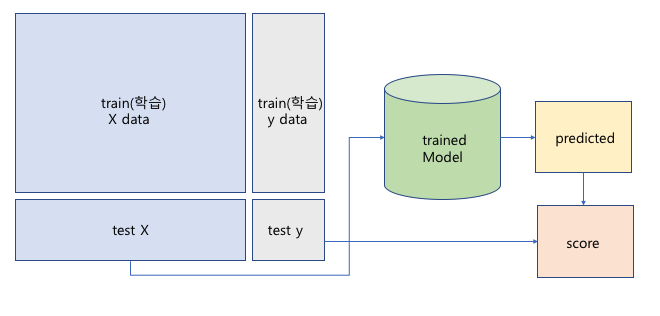 train(학습)
X data
train(학습)
y data
trained
Model
predicted
test X
test y
score